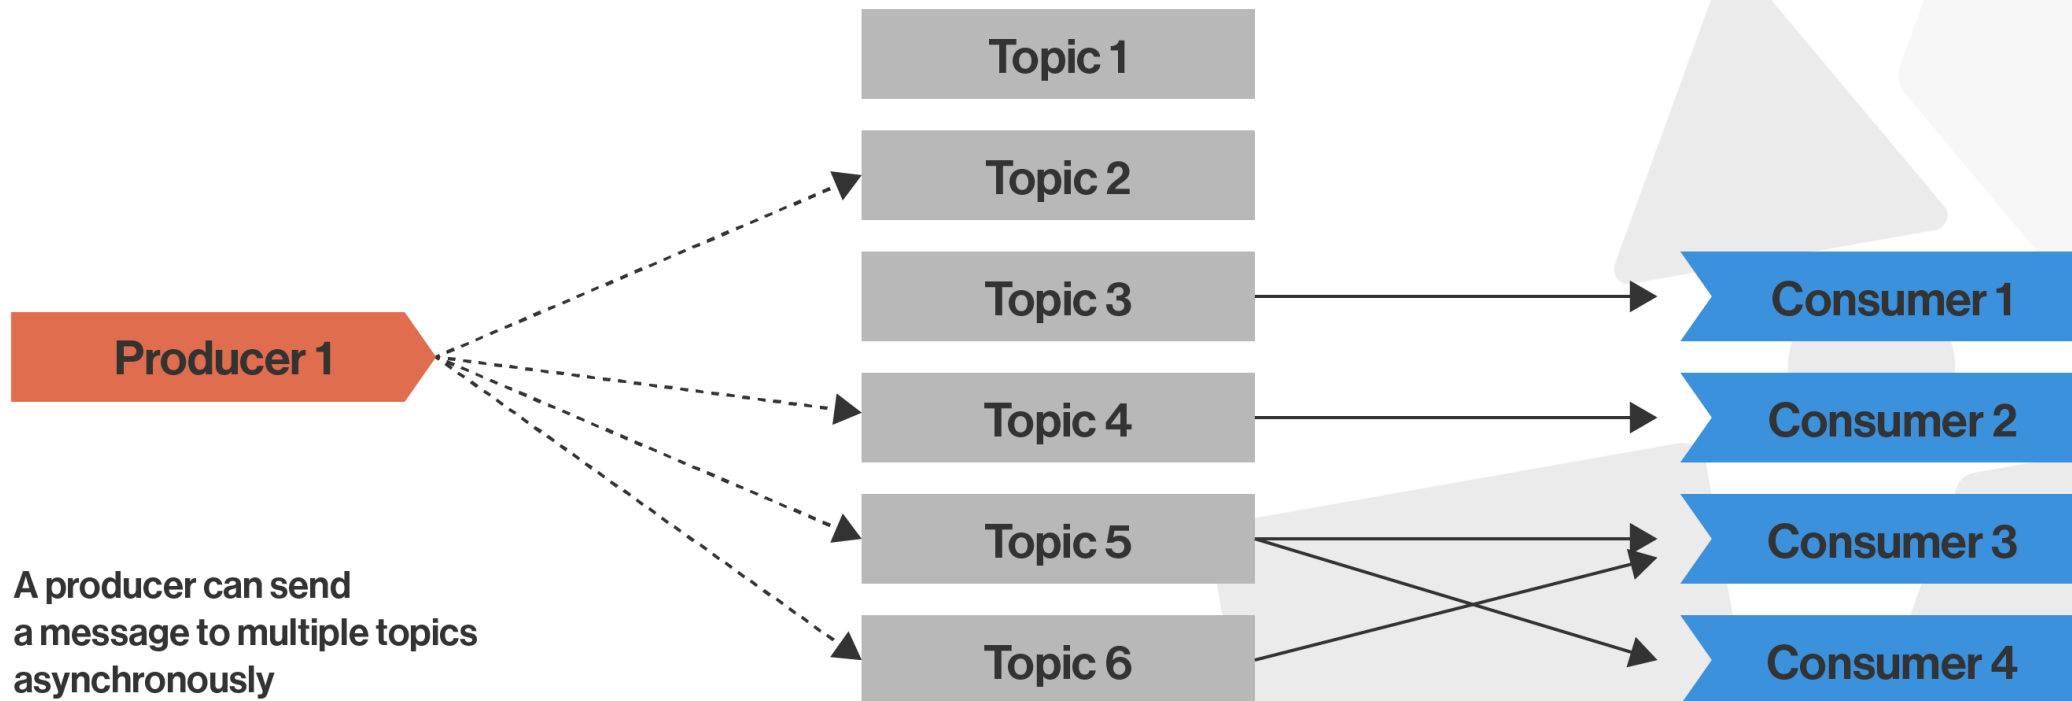 Topic 1
Topic 2
Topic 3
Consumer 1
Producer 1
Topic 4
Consumer 2
Topic 5
Consumer 3
A producer can send
a message to multiple topics
asynchronously
Topic 6
Consumer 4